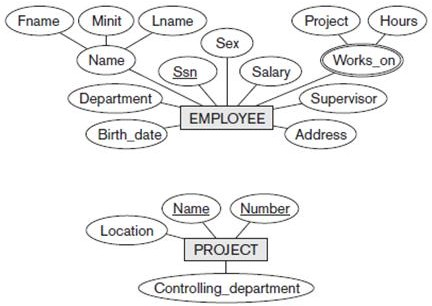 Fname
Minit
Lname
Project
Hours
Name
Sex
Works_on
Ssn
Salary
Department
Supervisor
EMPLOYEE
Birth_date
Address
Name
Number
Location
PROJECT
Controlling_department